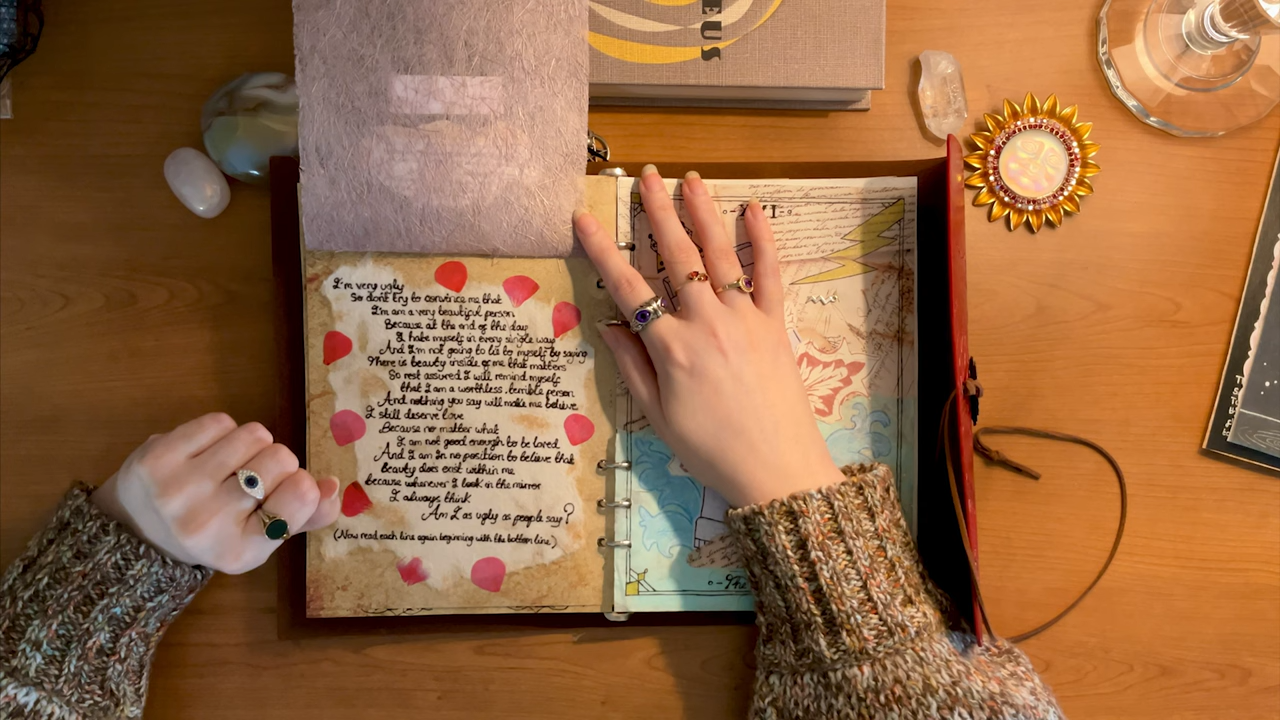 EUS
I'm very ugly
So don't try to convince me that
I'm am a very beautiful person
Because at the end of the day
I hate myself in every single way
And I'm not going to lie to myself by saying
There is beauty inside of me that matters
So rest assured I will remind myself
that I am a worthless, terrible person
And nothing you say will make me believe
I still deserve love
Because no matter what
I am not good enough to be loved
And I am in no position to believe that
beauty does exist within me
because whenever I look in the mirror
I always think
Am I as ugly as people say?
(Now read each line again beginning with the bottom line)
XVI
The